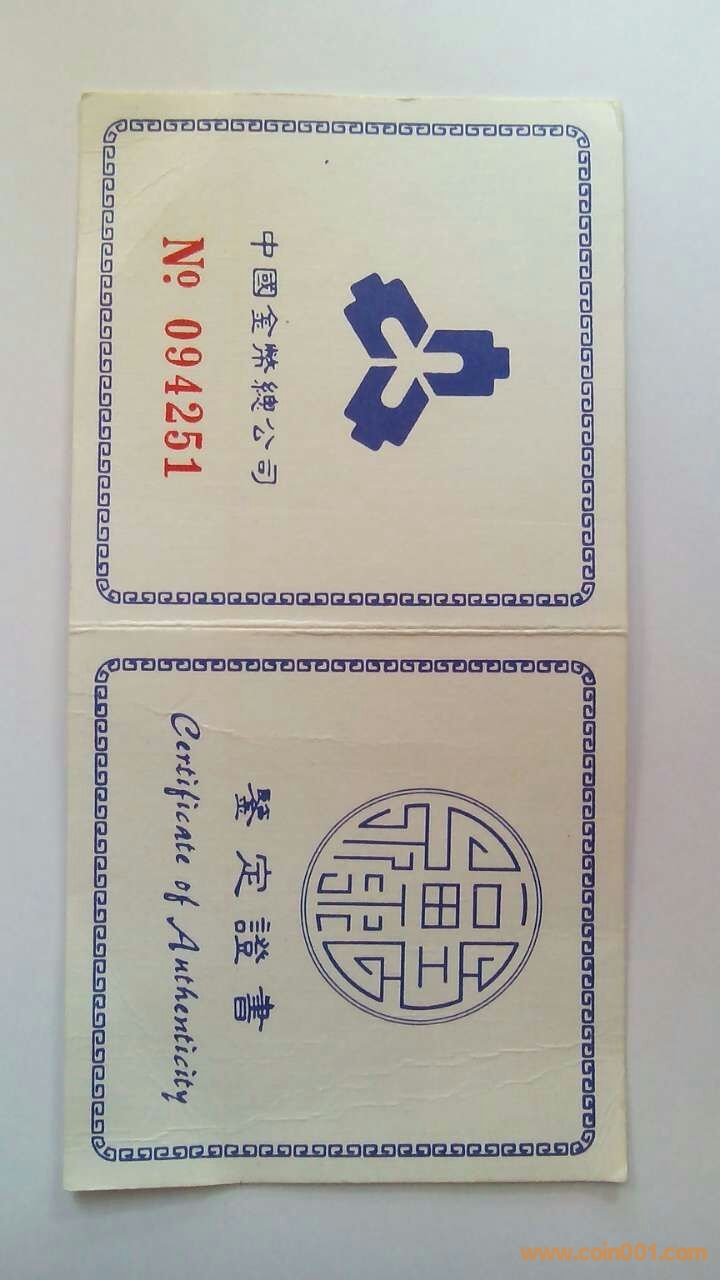 中國金幣總公司
Nº 094251
鑒定證書
Certificate of Authenticity
www.coin001.com